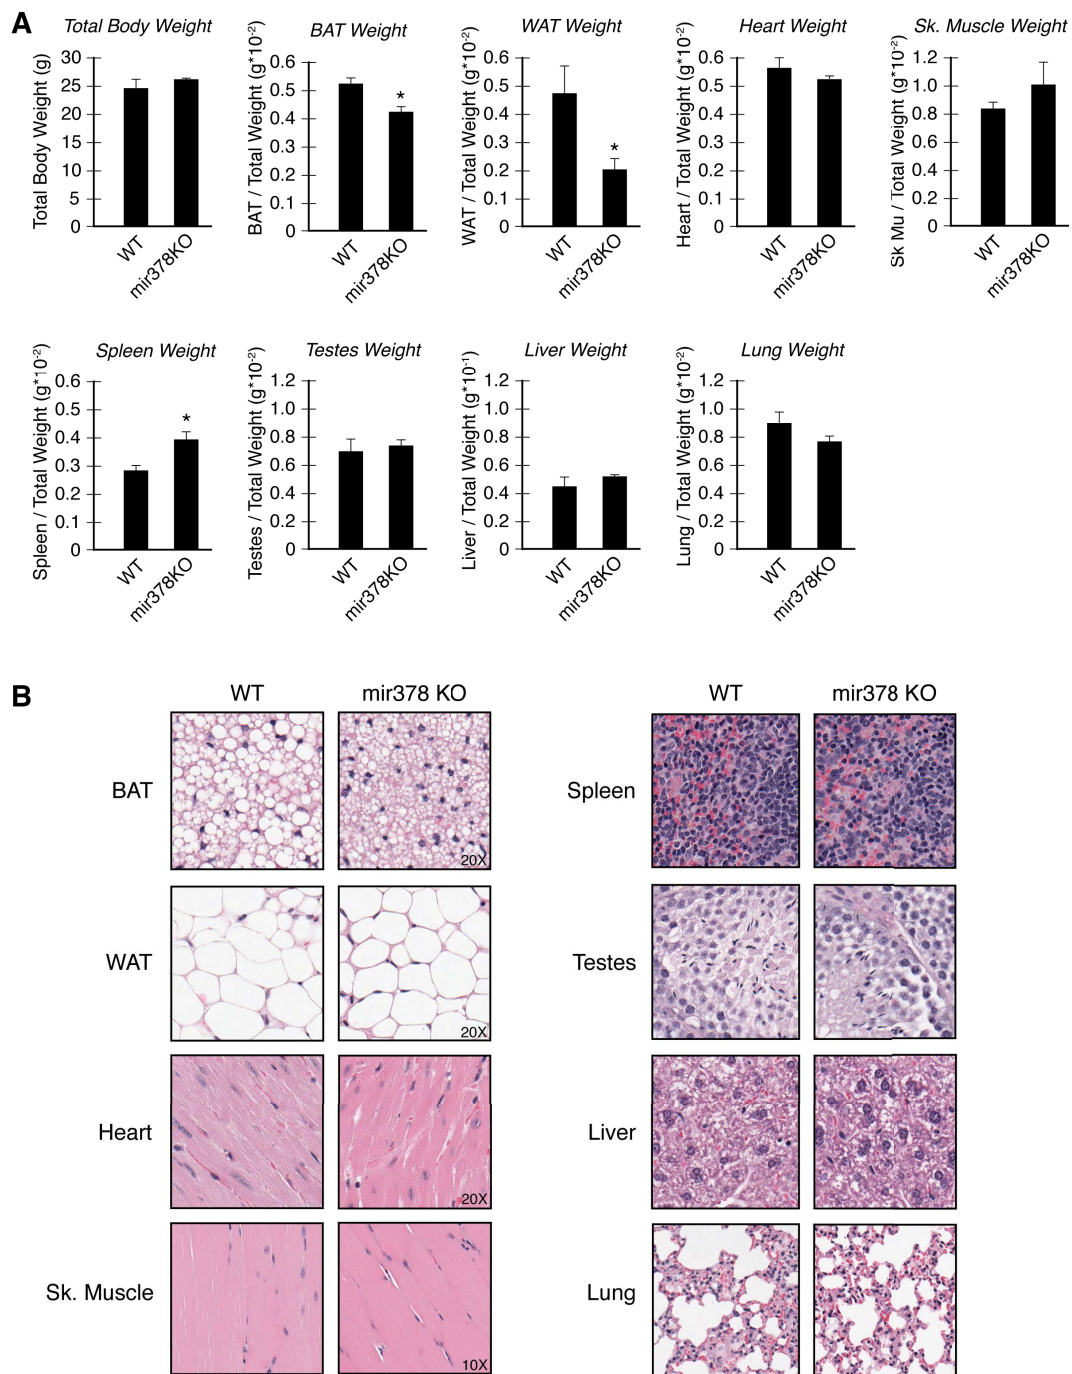 A
Total Body Weight
BAT Weight
WAT Weight
Heart Weight
Sk. Muscle Weight
Total Body Weight (g)
30
25
20
15
10
5
0
WT
mir378KO
BAT / Total Weight (g*10-2)
0.6
0.5
0.4
0.3
0.2
0.1
0
*
WT
mir378KO
WAT / Total Weight (g*10-2)
0.6
0.5
0.4
0.3
0.2
0.1
0
*
WT
mir378KO
Heart / Total Weight (g*10-2)
0.6
0.5
0.4
0.3
0.2
0.1
0
WT
mir378KO
Sk Mu / Total Weight (g*10-2)
1.2
1.0
0.8
0.6
0.4
0.2
0
WT
mir378KO
Spleen Weight
Testes Weight
Liver Weight
Lung Weight
Spleen / Total Weight (g*10-2)
0.6
0.5
0.4
0.3
0.2
0.1
0
*
WT
mir378KO
Testes / Total Weight (g*10-2)
1.2
1.0
0.8
0.6
0.4
0.2
0
WT
mir378KO
Liver / Total Weight (g*10-1)
1.2
1.0
0.8
0.6
0.4
0.2
0
WT
mir378KO
Lung / Total Weight (g*10-2)
1.2
1.0
0.8
0.6
0.4
0.2
0
WT
mir378KO
B
WT
mir378 KO
WT
mir378 KO
BAT
20X
Spleen
WAT
20X
Testes
Heart
20X
Liver
Sk. Muscle
10X
Lung